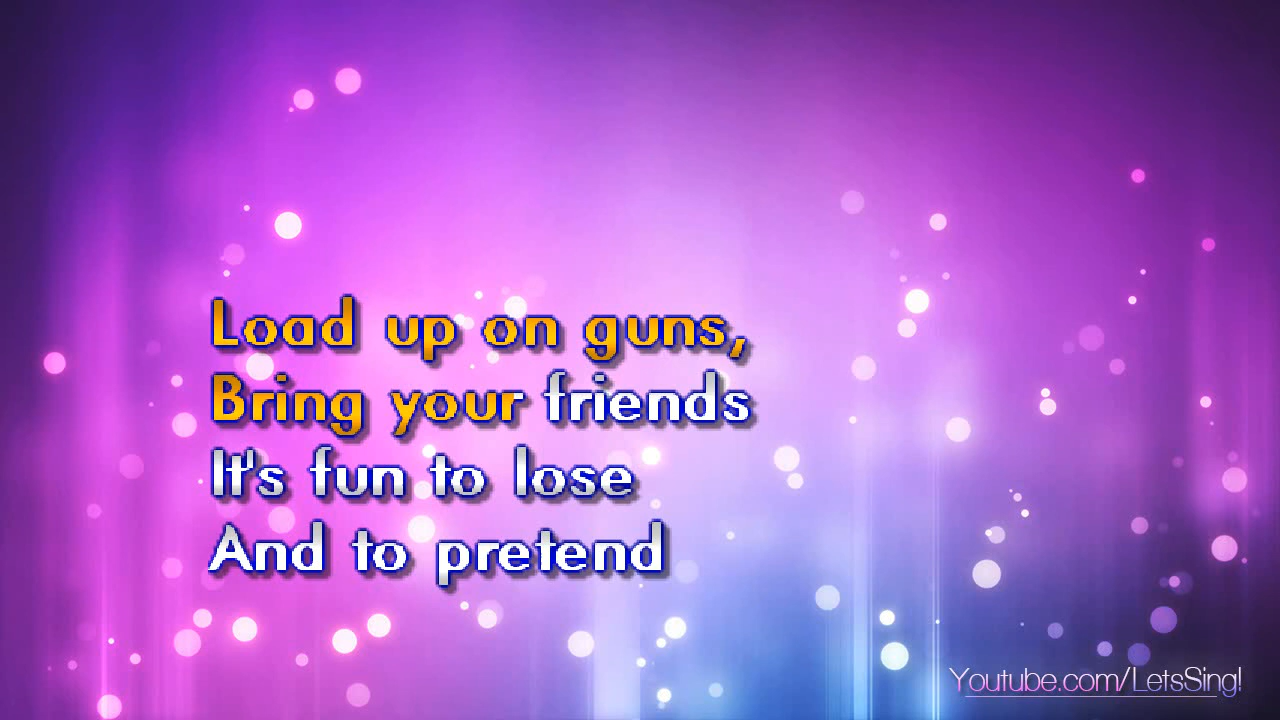 Load up on guns,
Bring your friends
It's fun to lose
And to pretend
Youtube.com/LetsSing!